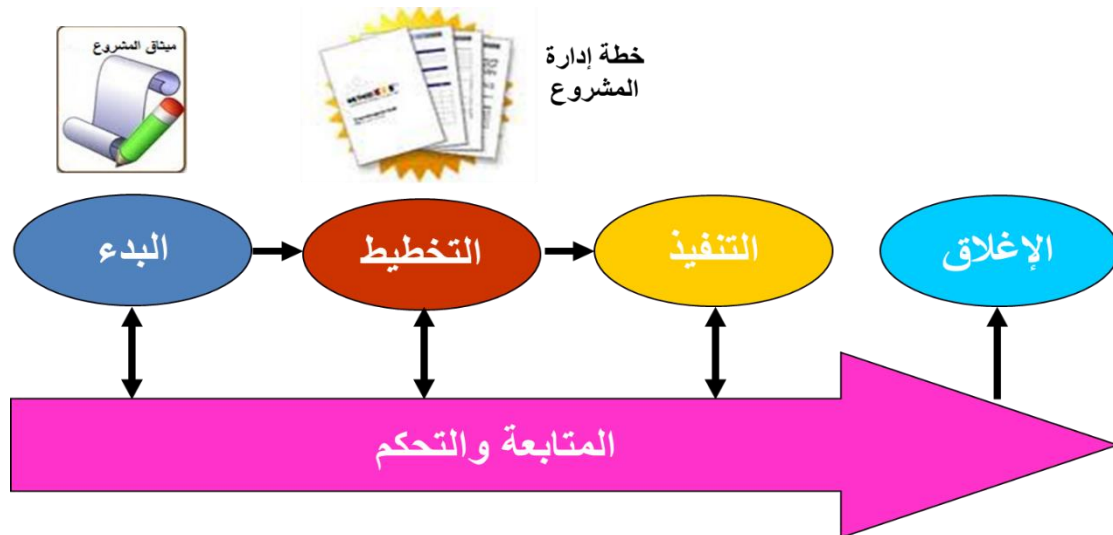 ميثاق المشروع
خطة إدارة
المشروع
البدء
التخطيط
التنفيذ
الإغلاق
المتابعة والتحكم